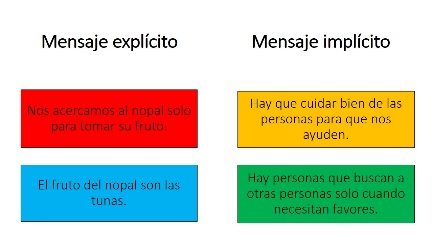 Mensaje explícito
Mensaje implícito
Nos acercamos al nopal solo
para tomar su fruto.
Hay que cuidar bien de las
personas para que nos
ayuden.
El fruto del nopal son las
tunas.
Hay personas que buscan a
otras personas solo cuando
necesitan favores.